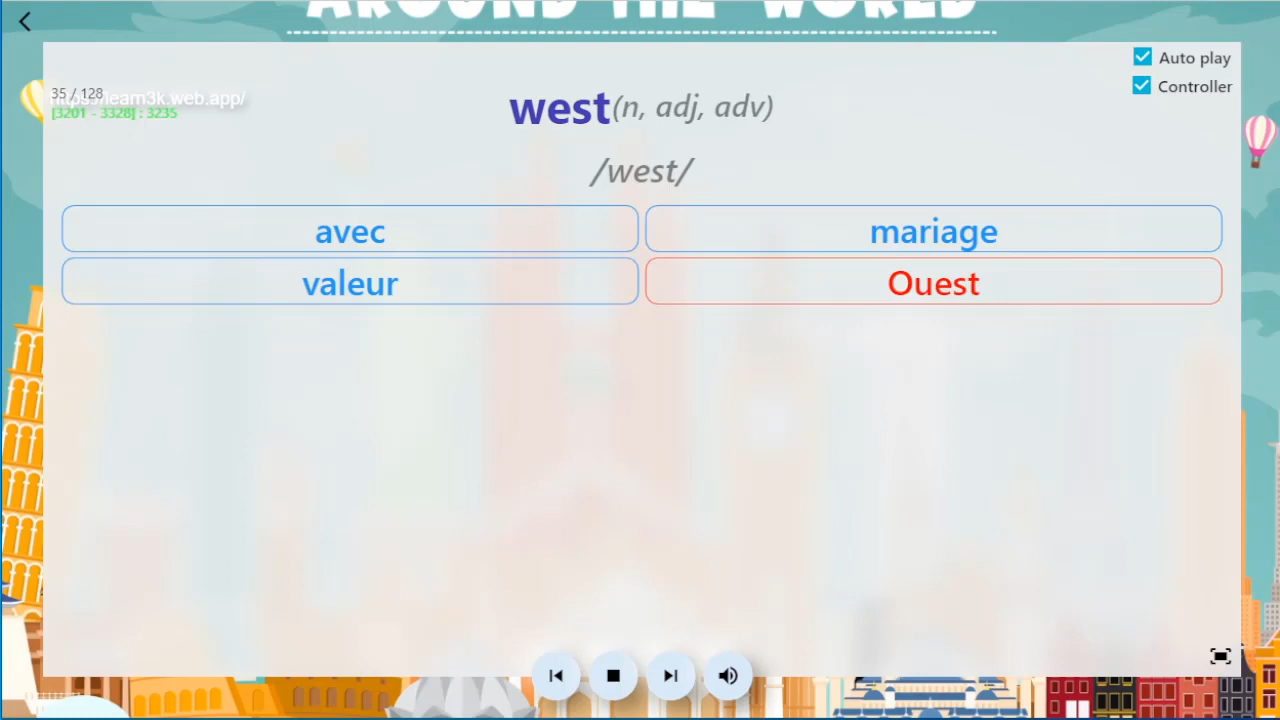 AROUND THE WORLD
Auto play
Controller
35 / 128
https://learn3k.web.app/
[3201 - 3328] : 3235
west(n, adj, adv)
/west/
avec
mariage
valeur
Ouest